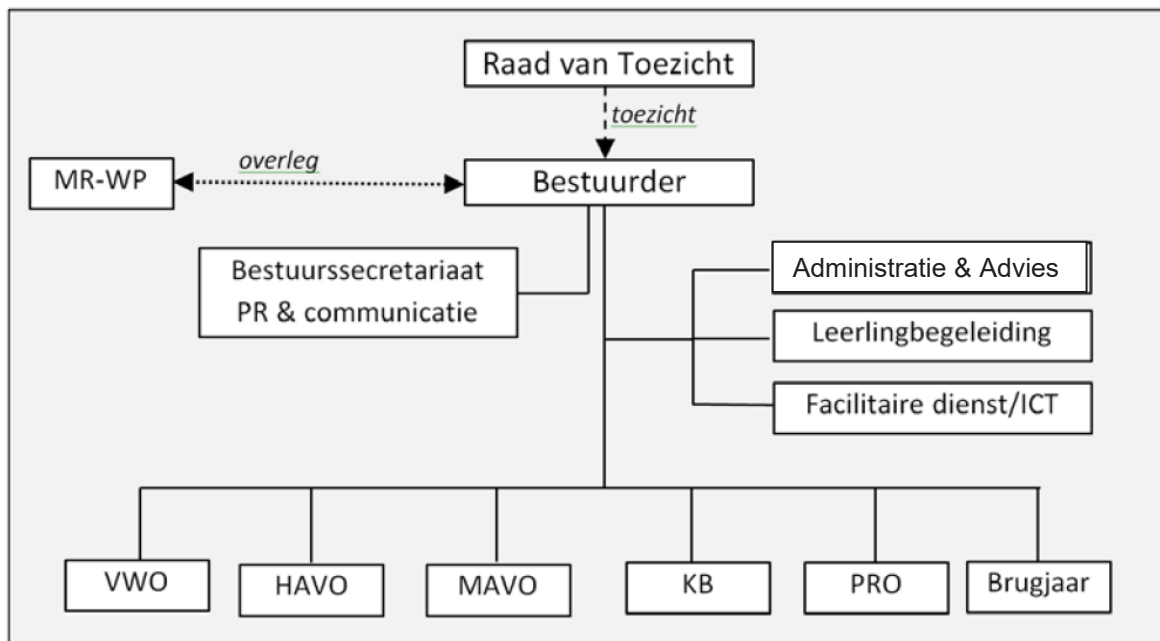 Raad van Toezicht
toezicht
MR-WP
overleg
Bestuurder
Bestuurssecretariaat
PR & communicatie
Administratie & Advies
Leerlingbegeleiding
Facilitaire dienst/ICT
VWO
HAVO
MAVO
KB
PRO
Brugjaar